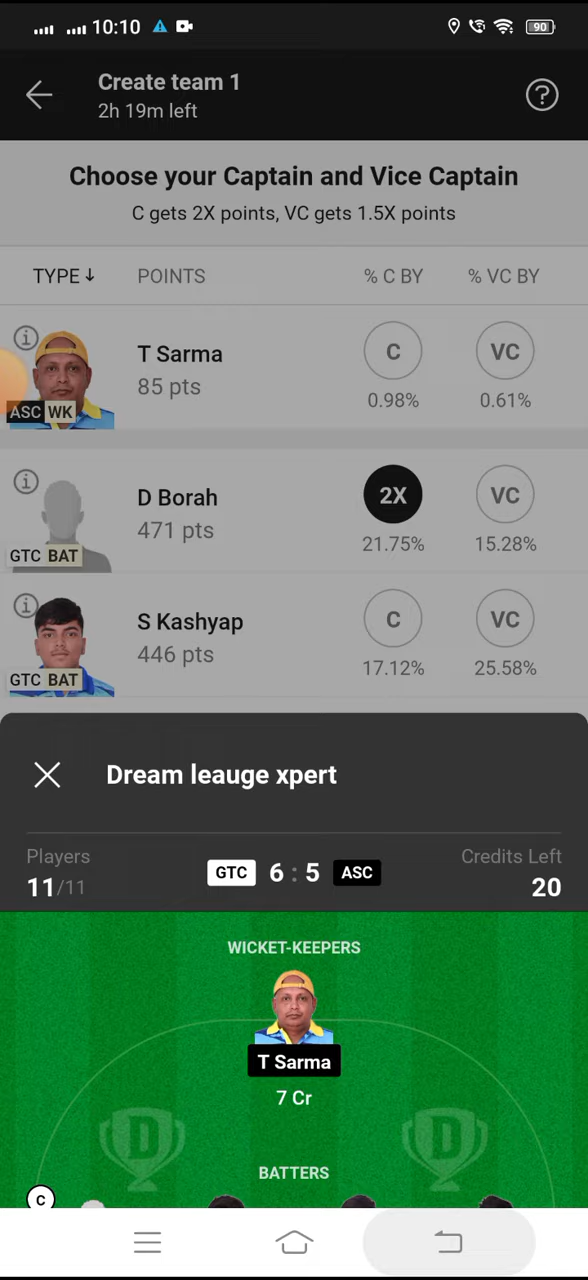 10:10
90
Create team 1
2h 19m left
?
Choose your Captain and Vice Captain
C gets 2X points, VC gets 1.5X points
TYPE↓ POINTS % C BY % VC BY
i
T Sarma C VC
85 pts
0.98% 0.61%
ASC WK
i
D Borah 2X VC
471 pts
21.75% 15.28%
GTC BAT
i
S Kashyap C VC
446 pts
17.12% 25.58%
GTC BAT
Dream leauge xpert
Players Credits Left
11/11 GTC 6 : 5 ASC 20
WICKET-KEEPERS
T Sarma
7 Cr
D D
BATTERS
C